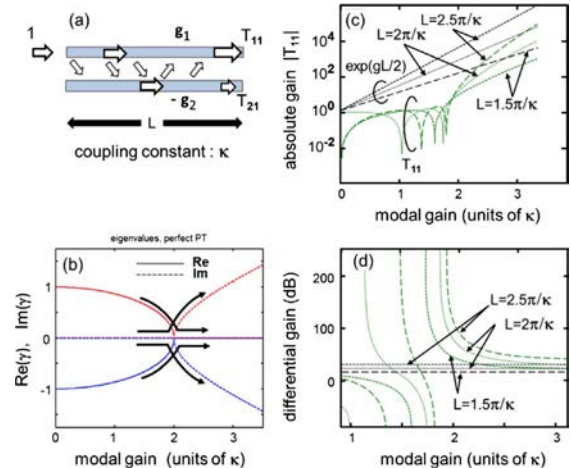 (a)
1
g1
T11
- g2
T21
L
coupling constant : κ
(c)
absolute gain |T11|
10^4
10^2
1
10^-2
L=2.5π/κ
L=2π/κ
exp(gL/2)
L=1.5π/κ
T11
0
1
2
3
modal gain (units of κ)
eigenvalues, perfect PT
(b)
Re
Im
Re(γ), Im(γ)
1
0
-1
0
1
2
3
modal gain (units of κ)
(d)
differential gain (dB)
200
100
0
L=2.5π/κ
L=2π/κ
L=1.5π/κ
1
2
3
modal gain (units of κ)